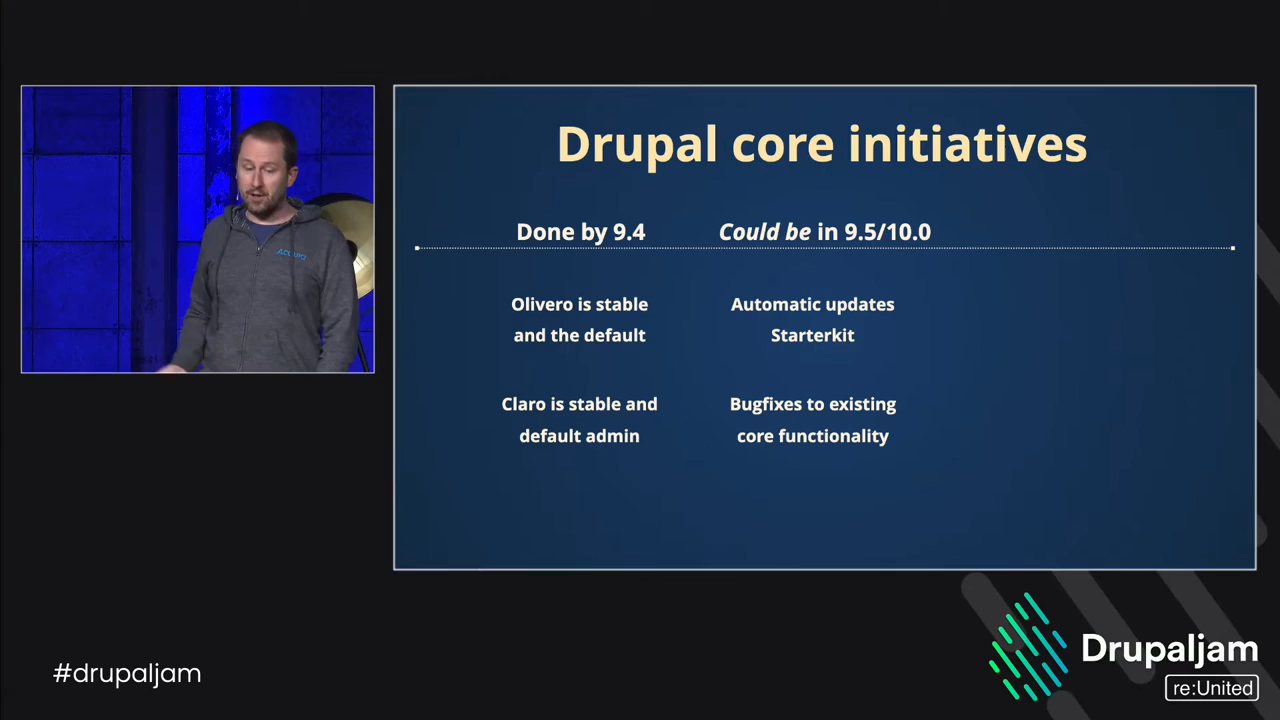 Drupal core initiatives
Done by 9.4
Could be in 9.5/10.0
Olivero is stable
and the default
Automatic updates
Starterkit
Claro is stable and
default admin
Bugfixes to existing
core functionality
#drupaljam
Drupaljam
re:United